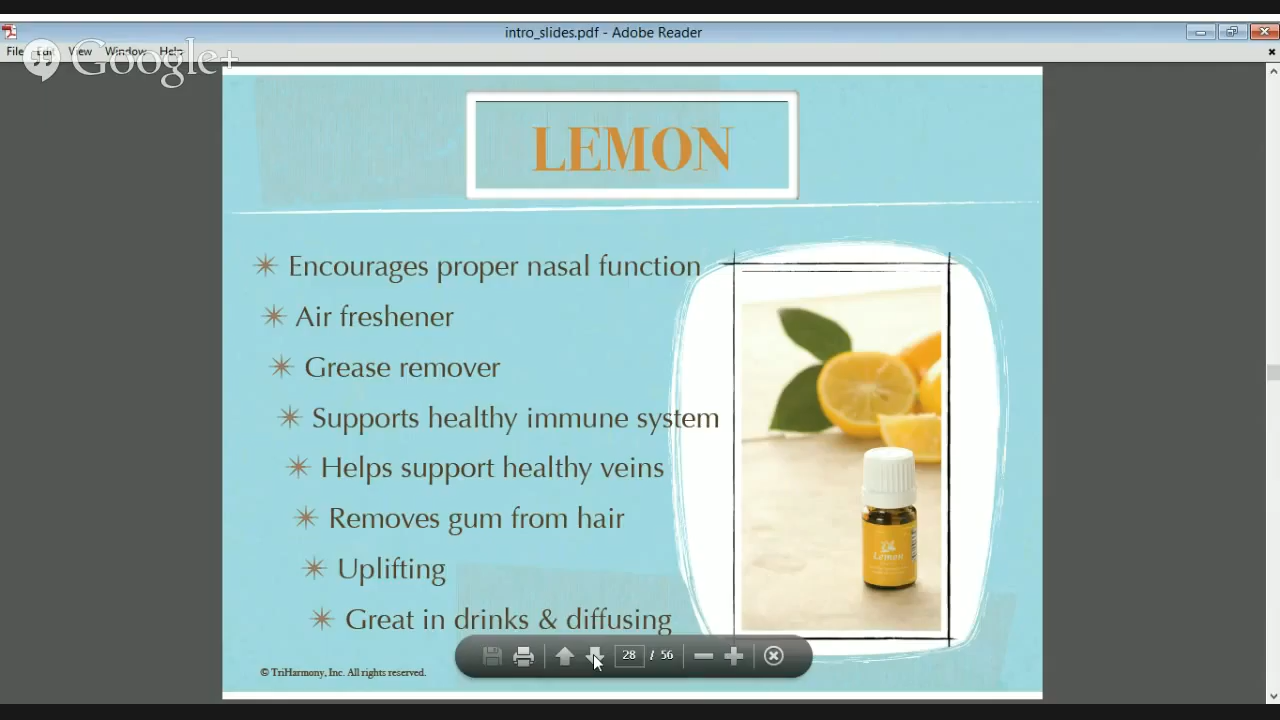 intro_slides.pdf - Adobe Reader
File Edit View Window Help
Google+
LEMON
Encourages proper nasal function
Air freshener
Grease remover
Supports healthy immune system
Helps support healthy veins
Removes gum from hair
Uplifting
Great in drinks & diffusing
Lemon
28 / 56
© TriHarmony, Inc. All rights reserved.